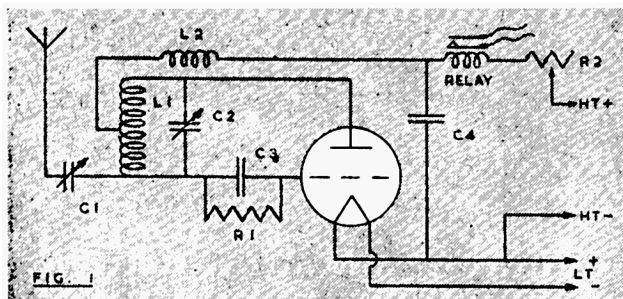 L2
RELAY
R2
HT+
L1
C2
C4
C1
C3
R1
HT-
+
LT
-
FIG. 1